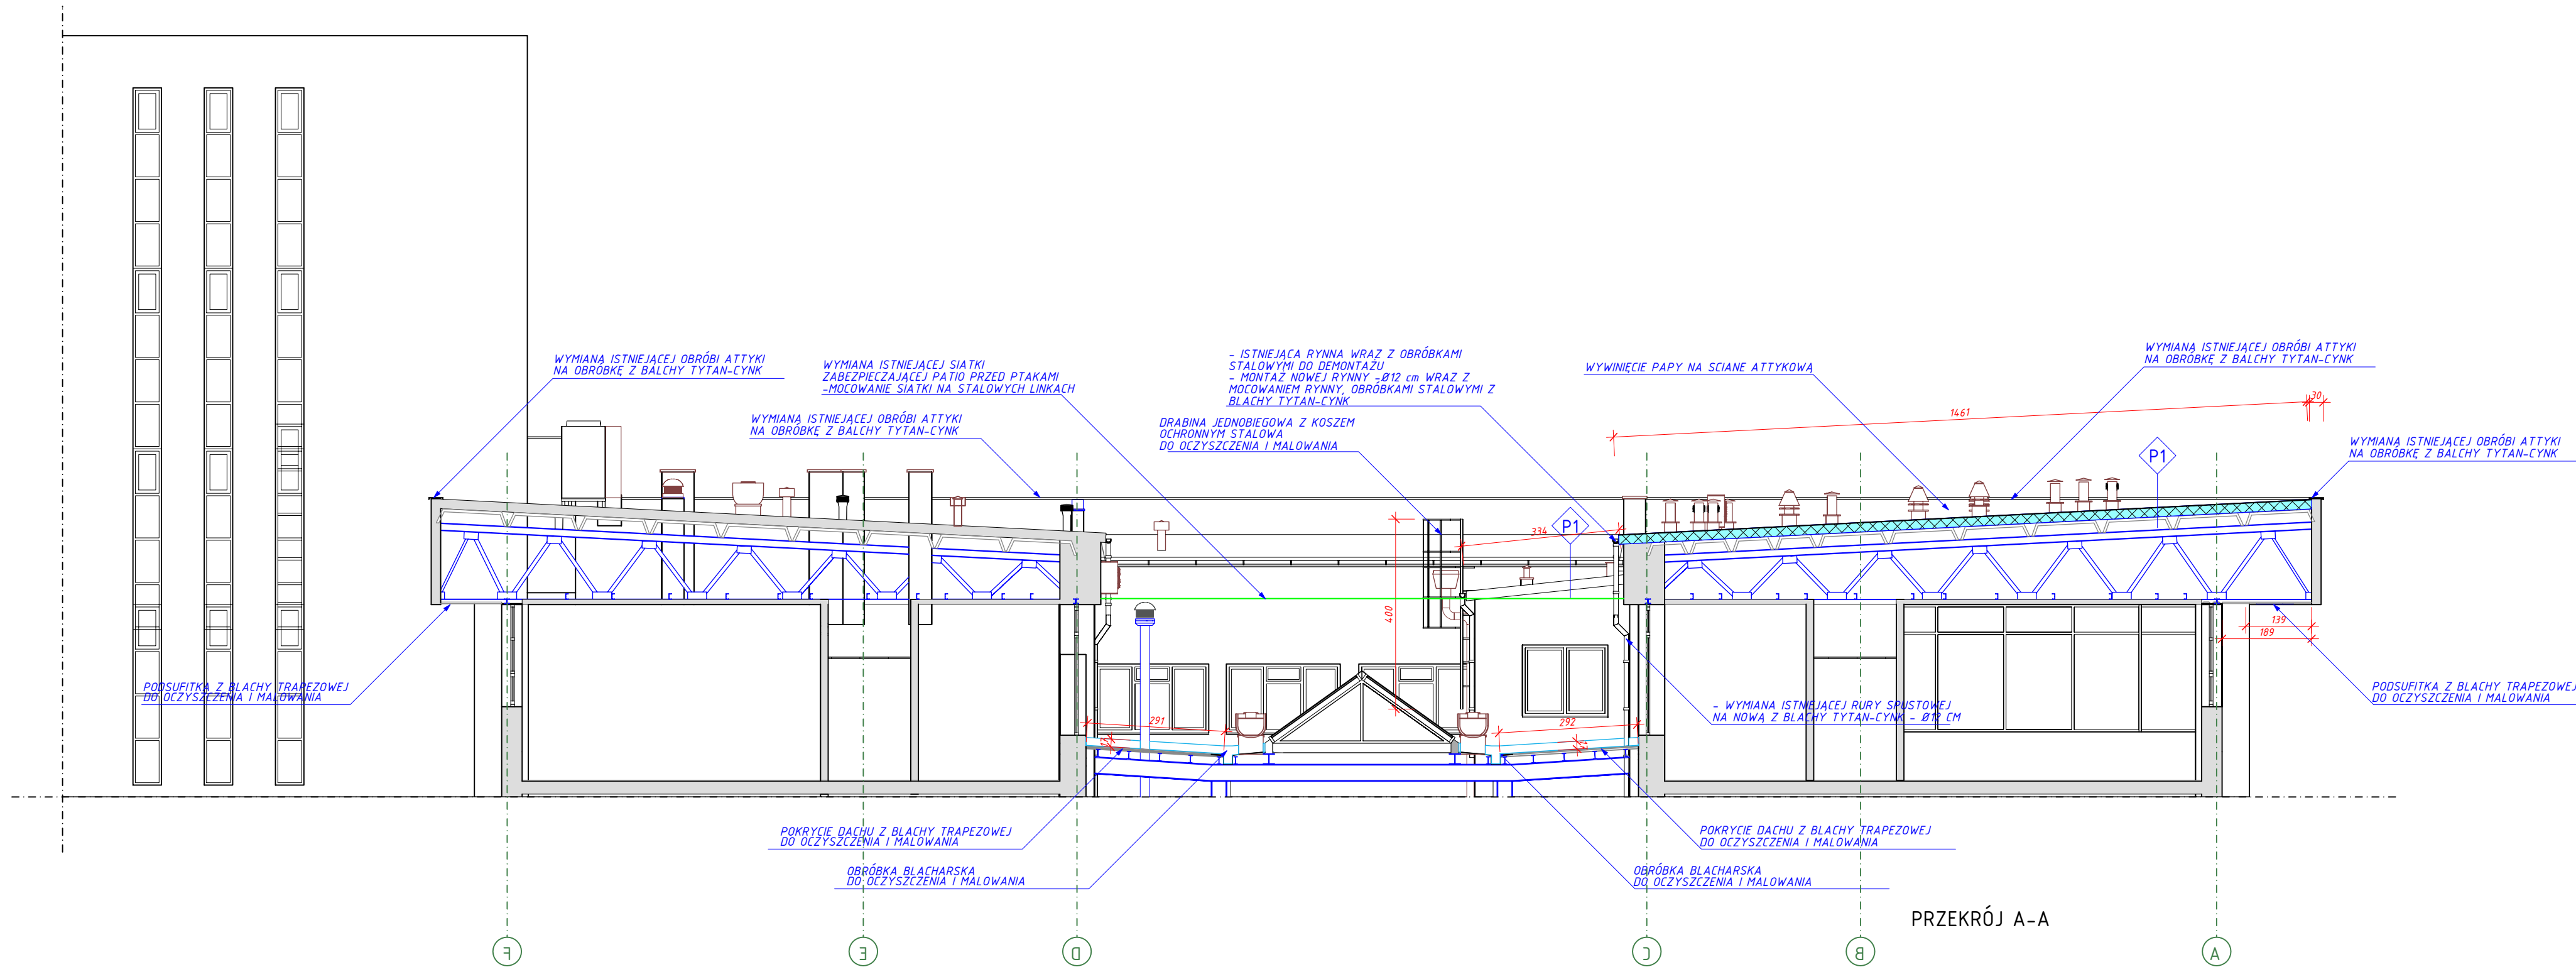 WYMIANA ISTNIEJĄCEJ OBRÓBI ATTYKI
NA OBRÓBKĘ Z BALCHY TYTAN-CYNK
WYMIANA ISTNIEJĄCEJ SIATKI
ZABEZPIECZAJĄCEJ PATIO PRZED PTAKAMI
-MOCOWANIE SIATKI NA STALOWYCH LINKACH
WYMIANA ISTNIEJĄCEJ OBRÓBI ATTYKI
NA OBRÓBKĘ Z BALCHY TYTAN-CYNK
- ISTNIEJĄCA RYNNA WRAZ Z OBRÓBKAMI
STALOWYMI DO DEMONTAŻU
- MONTAŻ NOWEJ RYNNY -Ø12 cm WRAZ Z
MOCOWANIEM RYNNY, OBRÓBKAMI STALOWYMI Z
BLACHY TYTAN-CYNK
DRABINA JEDNOBIEGOWA Z KOSZEM
OCHRONNYM STALOWA
DO OCZYSZCZENIA I MALOWANIA
WYWINIĘCIE PAPY NA SCIANE ATTYKOWĄ
WYMIANA ISTNIEJĄCEJ OBRÓBI ATTYKI
NA OBRÓBKĘ Z BALCHY TYTAN-CYNK
30
1461
WYMIANA ISTNIEJĄCEJ OBRÓBI ATTYKI
NA OBRÓBKĘ Z BALCHY TYTAN-CYNK
P1
P1
334
400
139
189
PODSUFITKA Z BLACHY TRAPEZOWEJ
DO OCZYSZCZENIA I MALOWANIA
PODSUFITKA Z BLACHY TRAPEZOWEJ
DO OCZYSZCZENIA I MALOWANIA
- WYMIANA ISTNIEJĄCEJ RURY SPUSTOWEJ
NA NOWĄ Z BLACHY TYTAN-CYNK - Ø12 CM
291
292
POKRYCIE DACHU Z BLACHY TRAPEZOWEJ
DO OCZYSZCZENIA I MALOWANIA
POKRYCIE DACHU Z BLACHY TRAPEZOWEJ
DO OCZYSZCZENIA I MALOWANIA
OBRÓBKA BLACHARSKA
DO OCZYSZCZENIA I MALOWANIA
OBRÓBKA BLACHARSKA
DO OCZYSZCZENIA I MALOWANIA
PRZEKRÓJ A-A
F
E
D
C
B
A